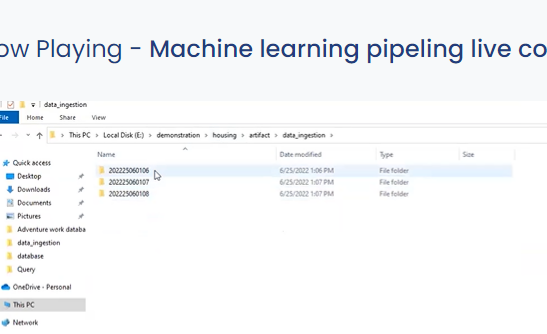 ow Playing - Machine learning pipeling live co
data_ingestion
File Home Share View
This PC > Local Disk (E:) > demonstration > housing > artifact > data_ingestion >
Name Date modified Type Size
202225060106 6/25/2022 1:06 PM File folder
202225060107 6/25/2022 1:07 PM File folder
202225060108 6/25/2022 1:07 PM File folder
Quick access
Desktop
Downloads
Documents
Pictures
Adventure work databa
data_ingestion
database
Query
OneDrive - Personal
This PC
Network